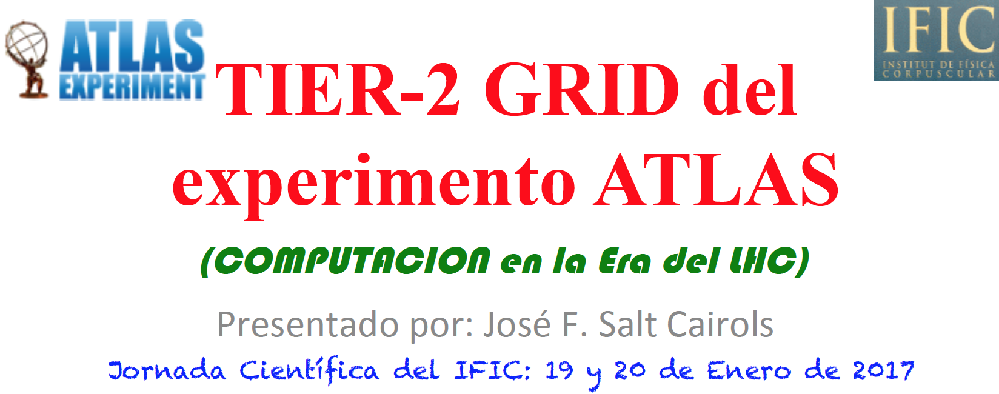 ATLAS
EXPERIMENT
IFIC
INSTITUT DE FÍSICA
CORPUSCULAR
TIER-2 GRID del
experimento ATLAS
(COMPUTACION en la Era del LHC)
Presentado por: José F. Salt Cairols
Jornada Científica del IFIC: 19 y 20 de Enero de 2017